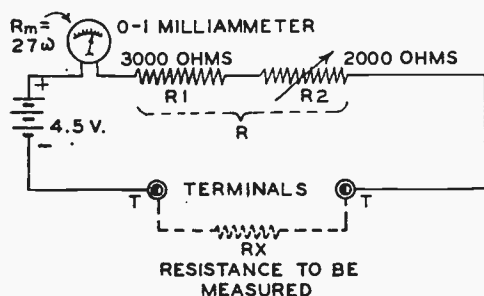 Rm=
27ω
0-1 MILLIAMMETER
3000 OHMS
2000 OHMS
R1
R2
R
+
4.5 V.
-
T
TERMINALS
T
RX
RESISTANCE TO BE
MEASURED